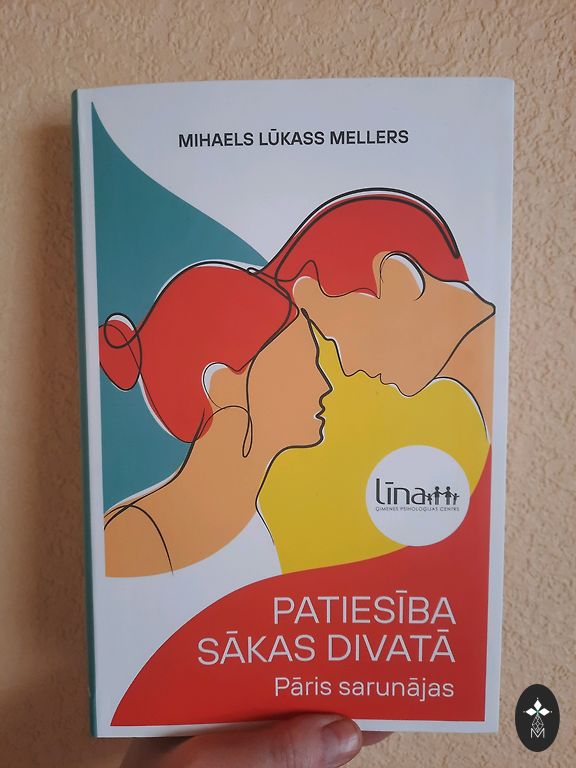 MIHAELS LŪKASS MELLERS
līna
ĢIMENES PSIHOLOĢIJAS CENTRS
PATIESĪBA
SĀKAS DIVATĀ
Pāris sarunājas